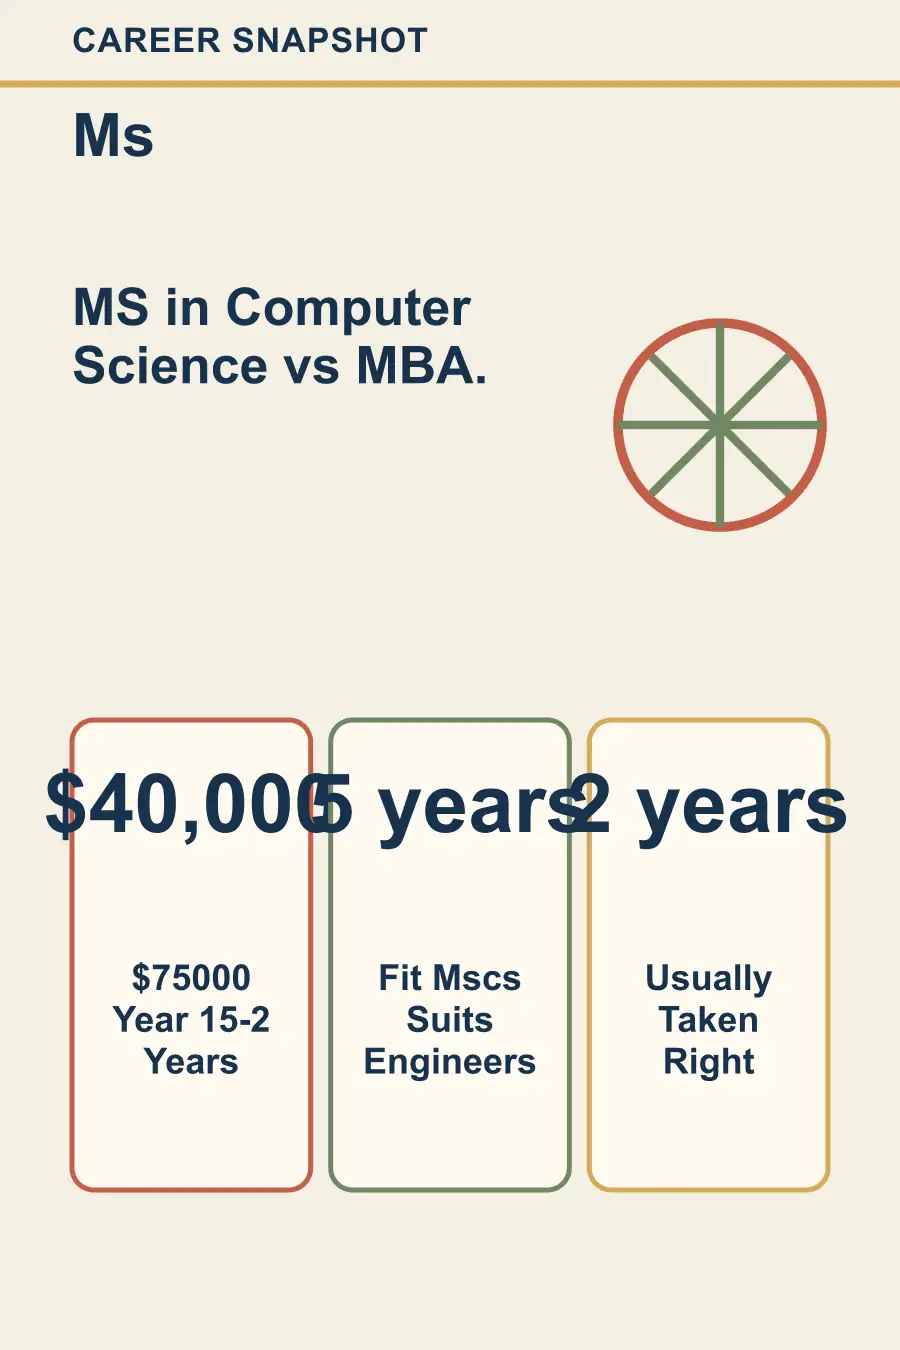 CAREER SNAPSHOT
Ms
MS in Computer
Science vs MBA.
$40,000
5 years
2 years
$75000
Year 15-2
Years
Fit Mscs
Suits
Engineers
Usually
Taken
Right